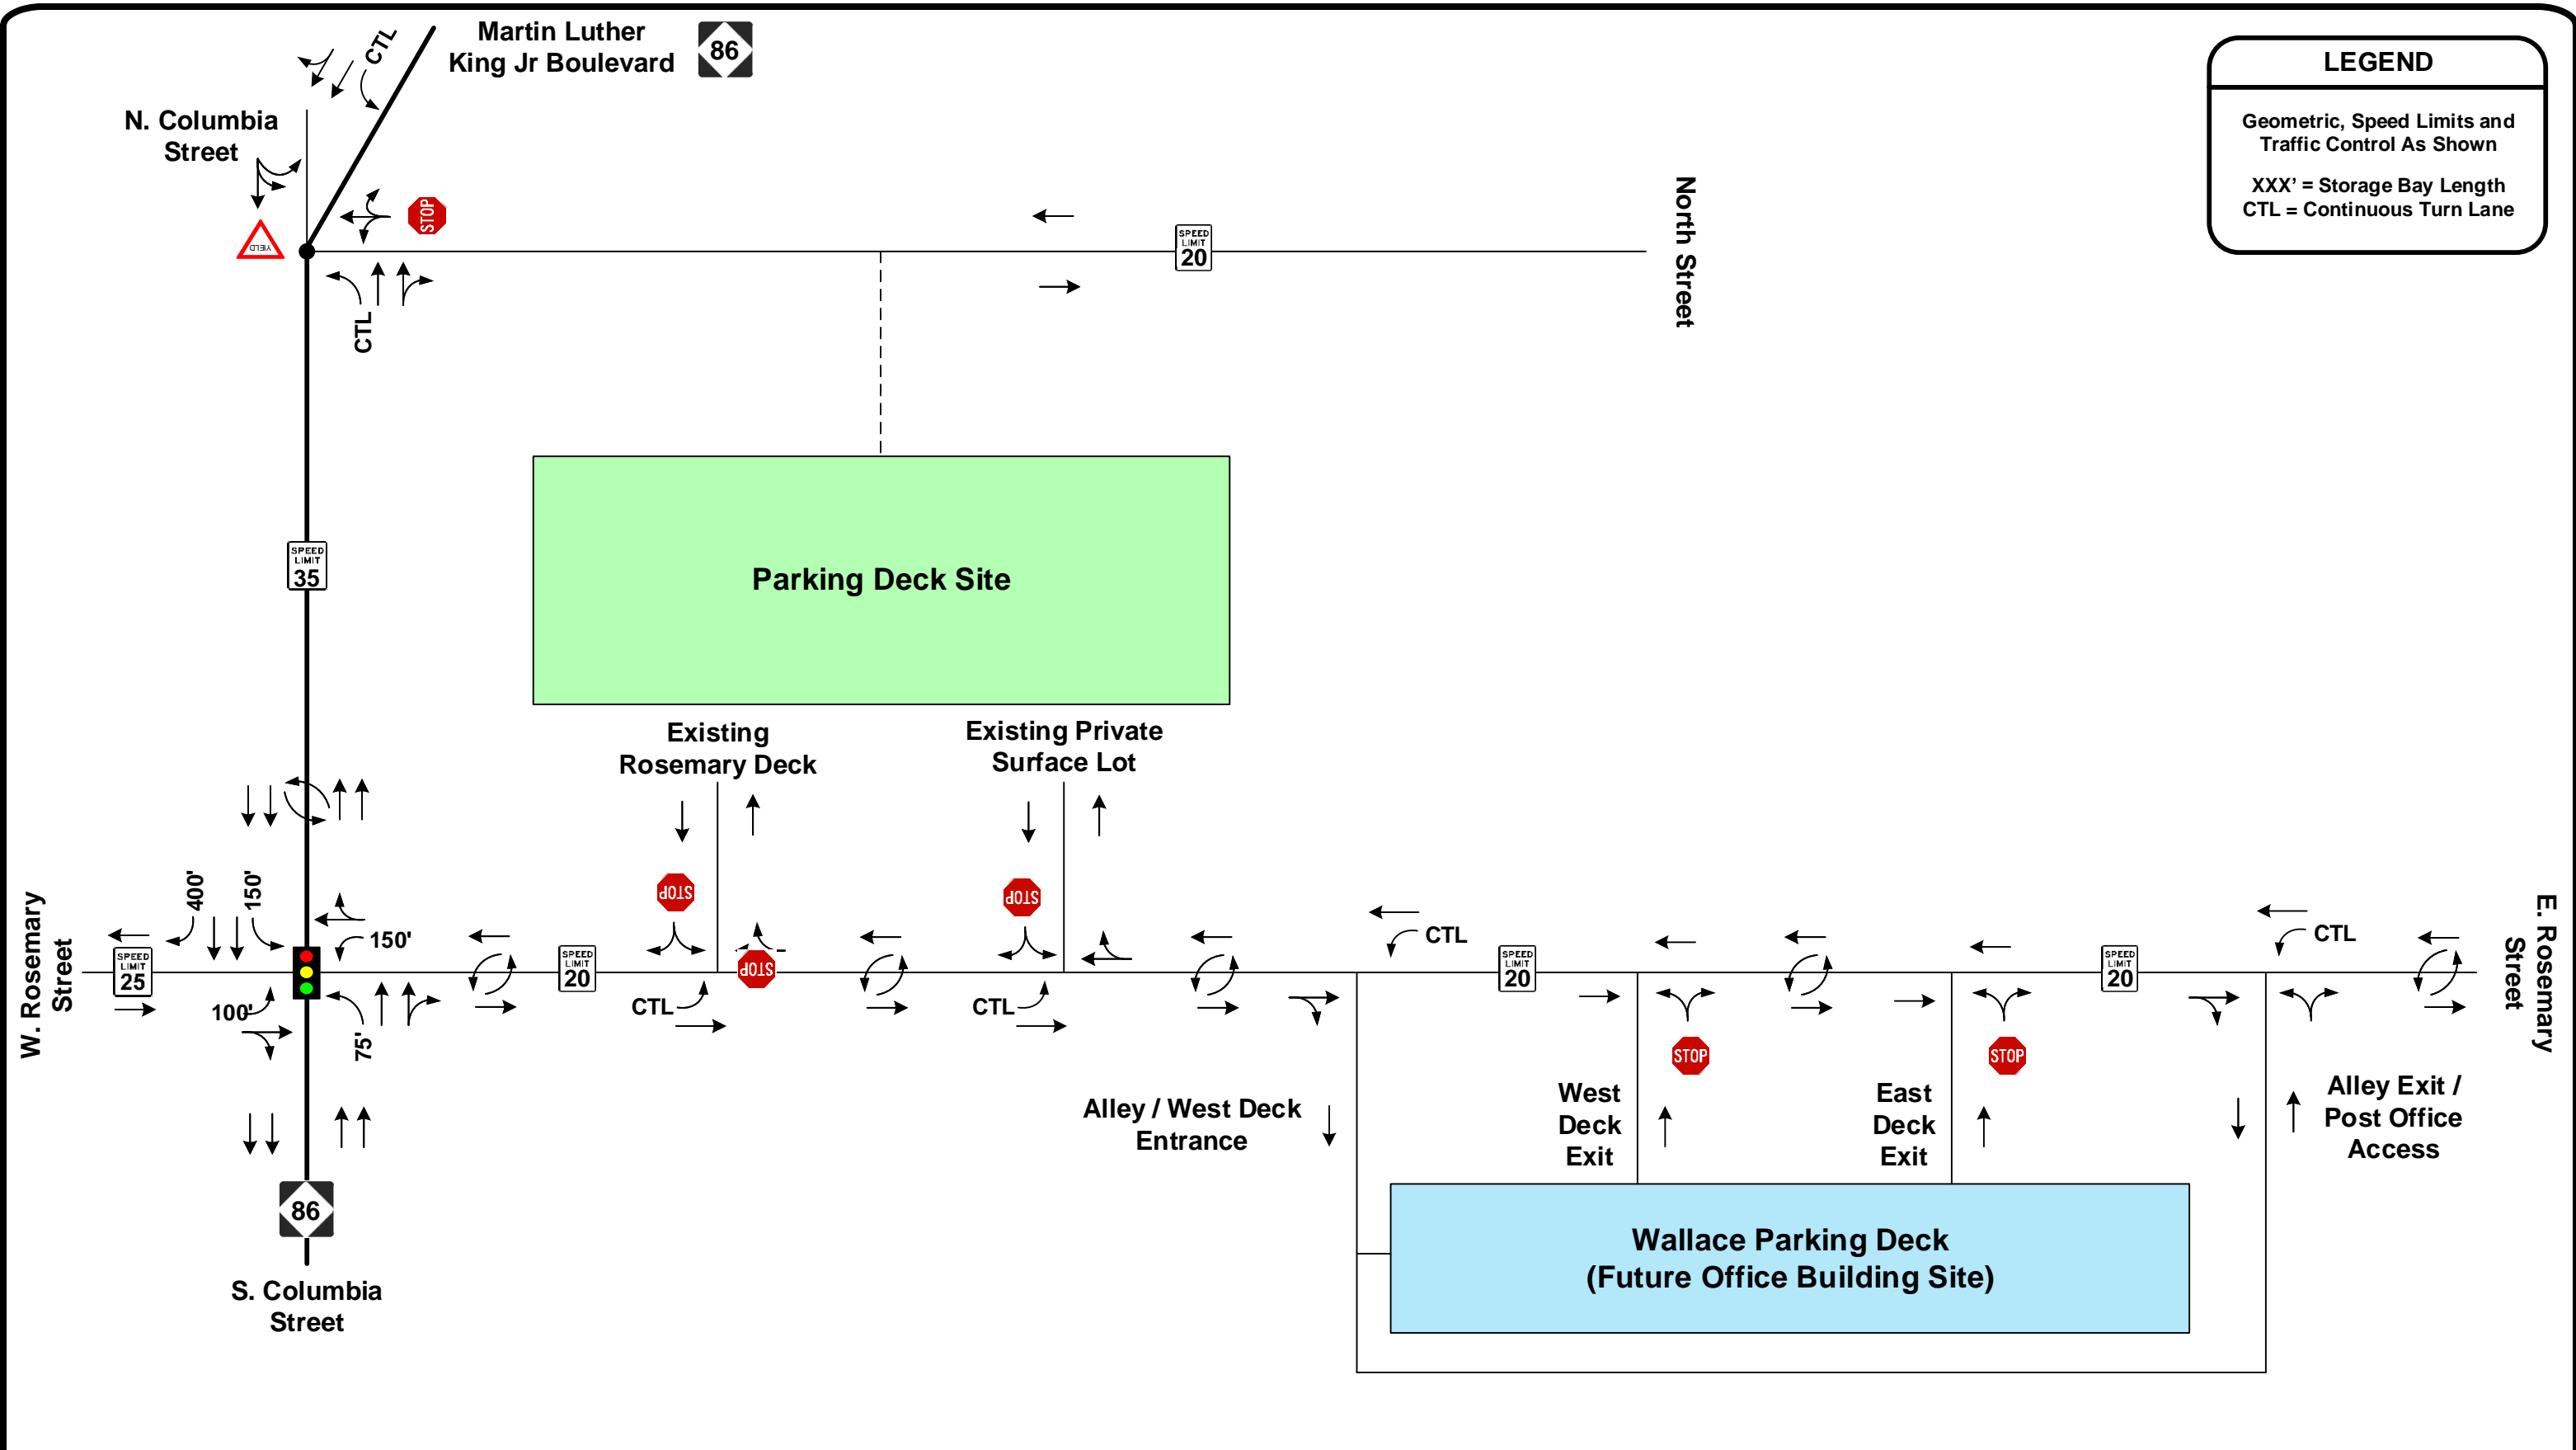 Martin Luther
King Jr Boulevard
86
CTL
LEGEND
Geometric, Speed Limits and
Traffic Control As Shown
XXX' = Storage Bay Length
CTL = Continuous Turn Lane
N. Columbia
Street
YIELD
STOP
CTL
SPEED
LIMIT
20
North Street
SPEED
LIMIT
35
Parking Deck Site
Existing
Rosemary Deck
Existing Private
Surface Lot
STOP
STOP
W. Rosemary
Street
400'
150'
150'
SPEED
LIMIT
25
100'
75'
SPEED
LIMIT
20
STOP
CTL
CTL
CTL
SPEED
LIMIT
20
SPEED
LIMIT
20
CTL
E. Rosemary
Street
STOP
STOP
Alley / West Deck
Entrance
West
Deck
Exit
East
Deck
Exit
Alley Exit /
Post Office
Access
86
S. Columbia
Street
Wallace Parking Deck
(Future Office Building Site)